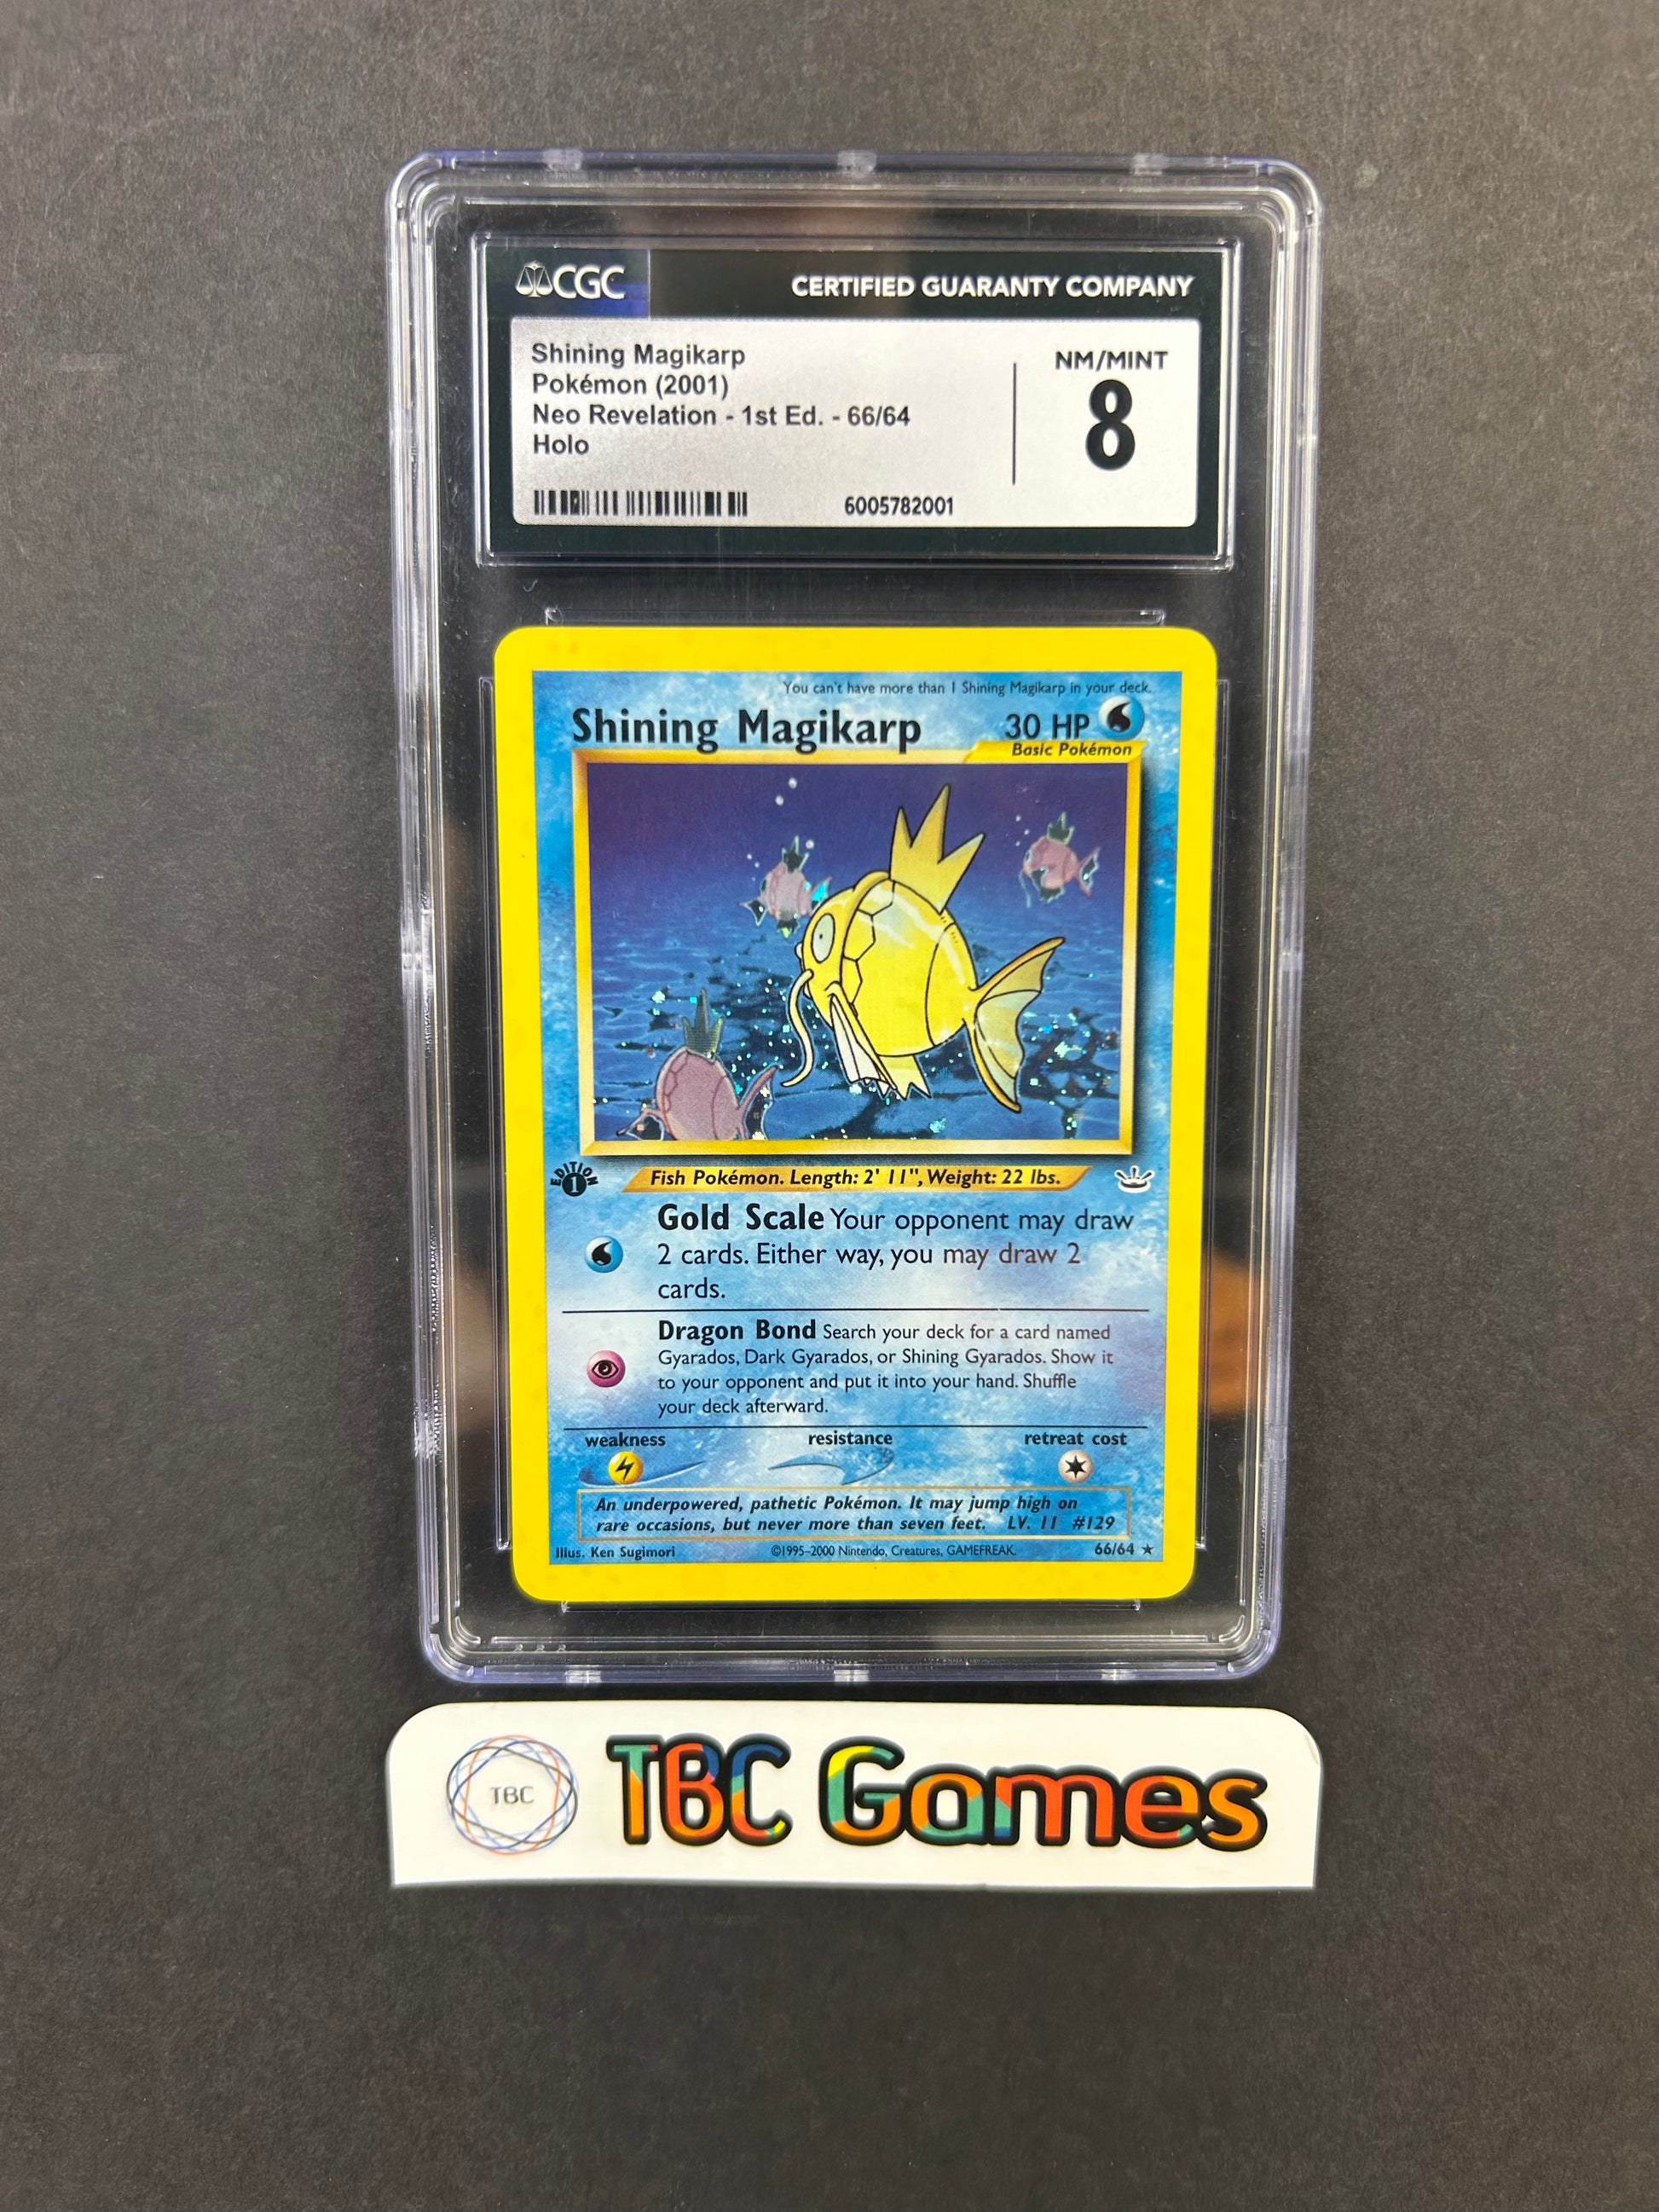 CGC
CERTIFIED GUARANTY COMPANY
Shining Magikarp
Pokémon (2001)
Neo Revelation - 1st Ed. - 66/64
Holo
NM/MINT
8
6005782001
You can't have more than 1 Shining Magikarp in your deck.
Shining Magikarp 30 HP
Basic Pokémon
EDITION
1
Fish Pokémon. Length: 2' 11", Weight: 22 lbs.
Gold Scale Your opponent may draw
2 cards. Either way, you may draw 2
cards.
Dragon Bond Search your deck for a card named
Gyarados, Dark Gyarados, or Shining Gyarados. Show it
to your opponent and put it into your hand. Shuffle
your deck afterward.
weakness resistance retreat cost
An underpowered, pathetic Pokémon. It may jump high on
rare occasions, but never more than seven feet. LV. 11 #129
Illus. Ken Sugimori ©1995–2000 Nintendo, Creatures, GAMEFREAK. 66/64 ★
TBC
TBC Games